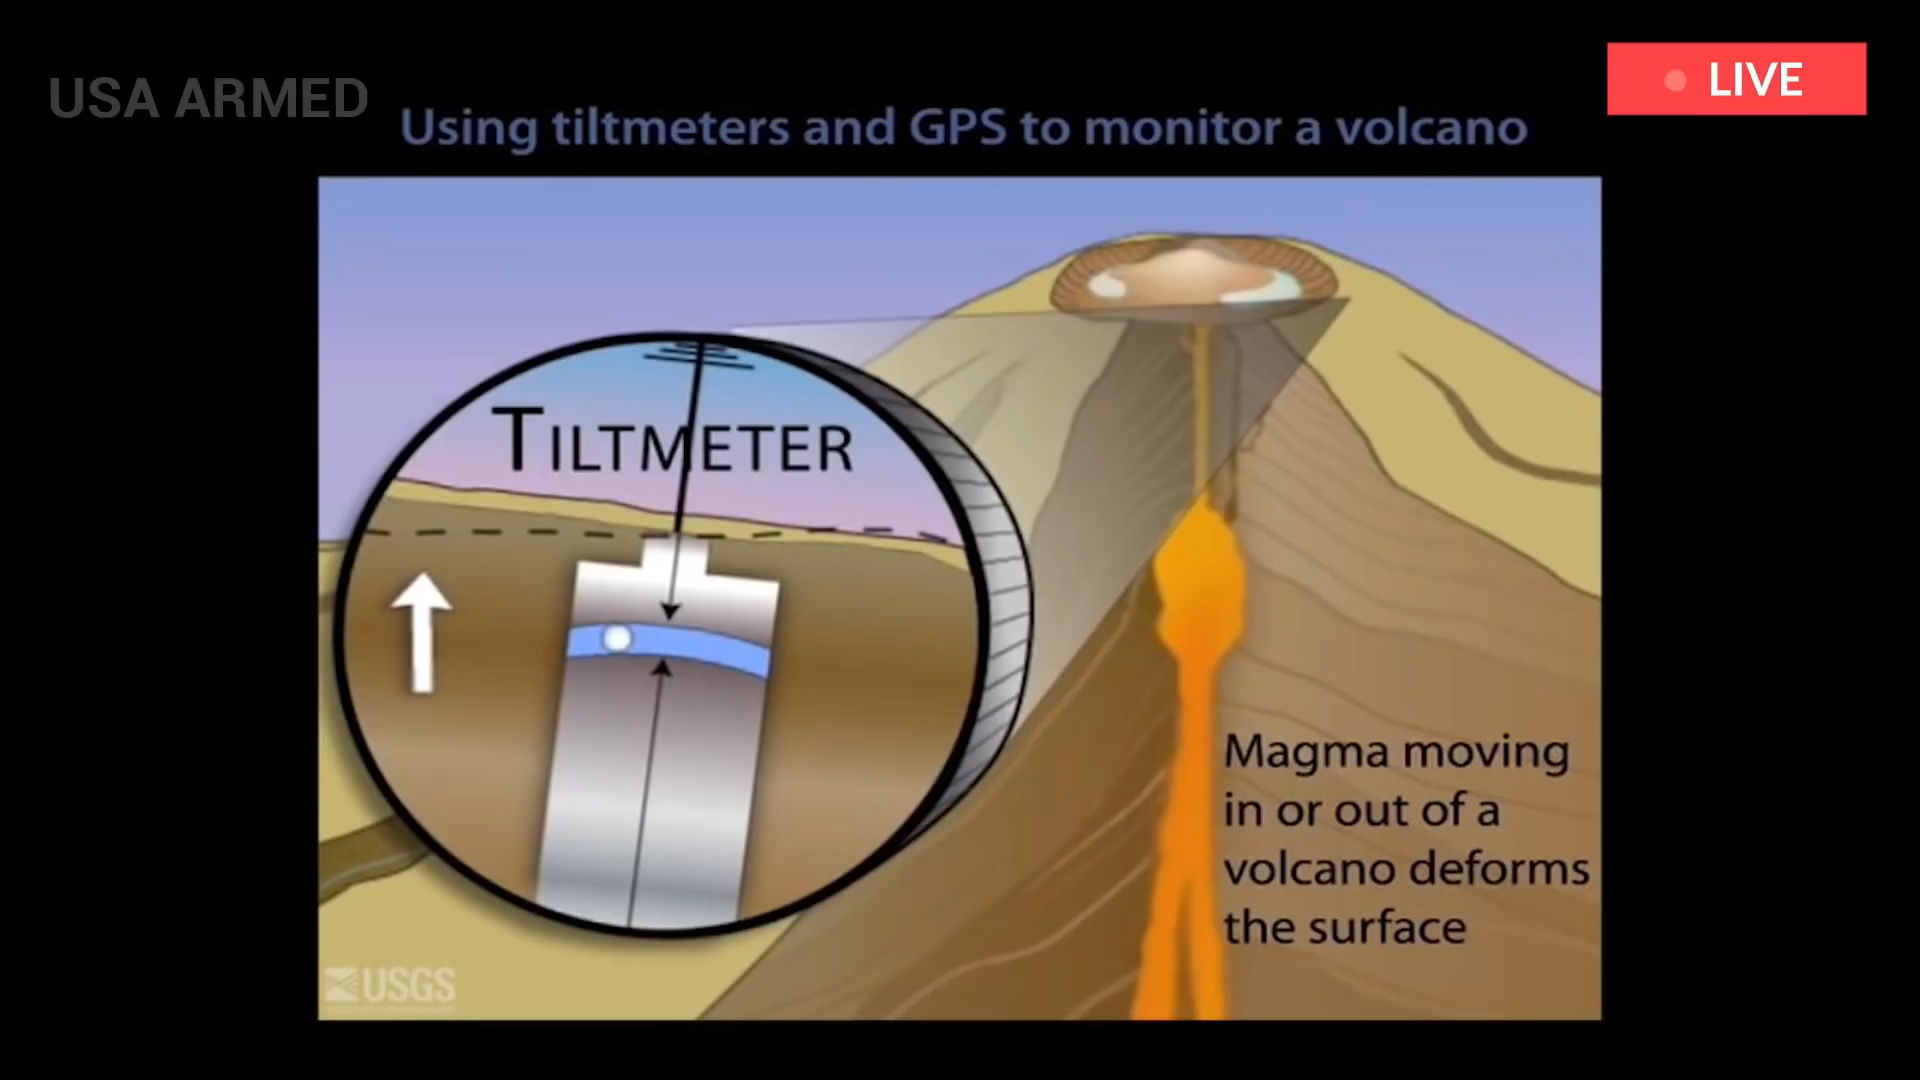 USA ARMED
LIVE
Using tiltmeters and GPS to monitor a volcano
TILTMETER
Magma moving
in or out of a
volcano deforms
the surface
USGS